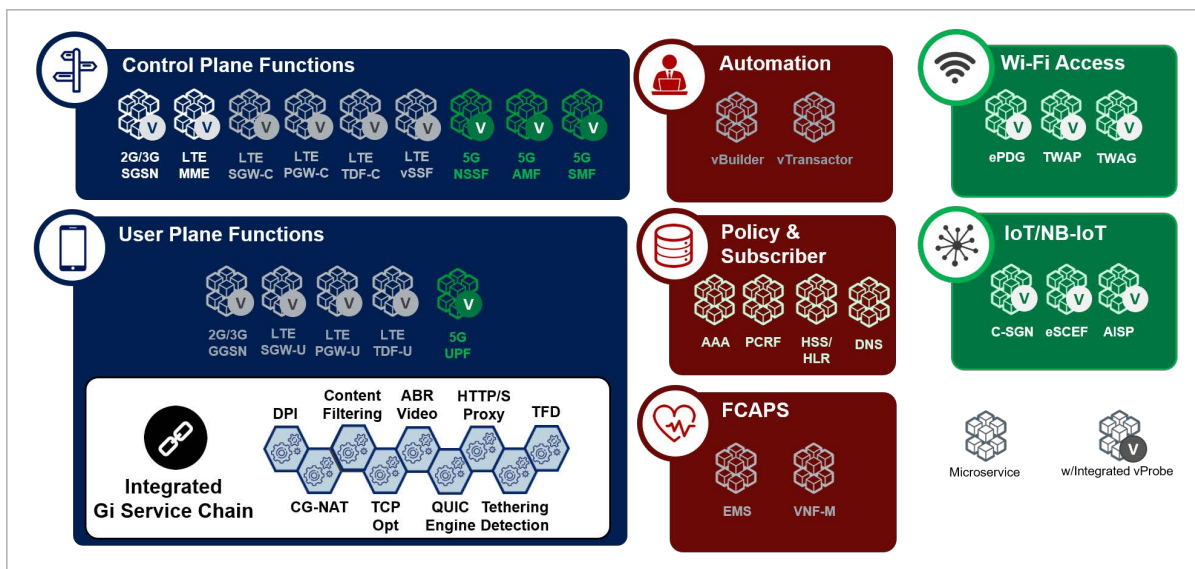 Control Plane Functions
V V V V V V V V V
2G/3G SGSN
LTE MME
LTE SGW-C
LTE PGW-C
LTE TDF-C
LTE vSSF
5G NSSF
5G AMF
5G SMF
User Plane Functions
V V V V V
2G/3G GGSN
LTE SGW-U
LTE PGW-U
LTE TDF-U
5G UPF
Integrated
Gi Service Chain
DPI
Content
Filtering
ABR
Video
HTTP/S
Proxy
TFD
CG-NAT
TCP
Opt
QUIC
Engine
Tethering
Detection
Automation
vBuilder
vTransactor
Policy &
Subscriber
AAA
PCRF
HSS/
HLR
DNS
FCAPS
EMS
VNF-M
Wi-Fi Access
V V V
ePDG
TWAP
TWAG
IoT/NB-IoT
V V V
C-SGN
eSCEF
AISP
Microservice
V
w/Integrated vProbe